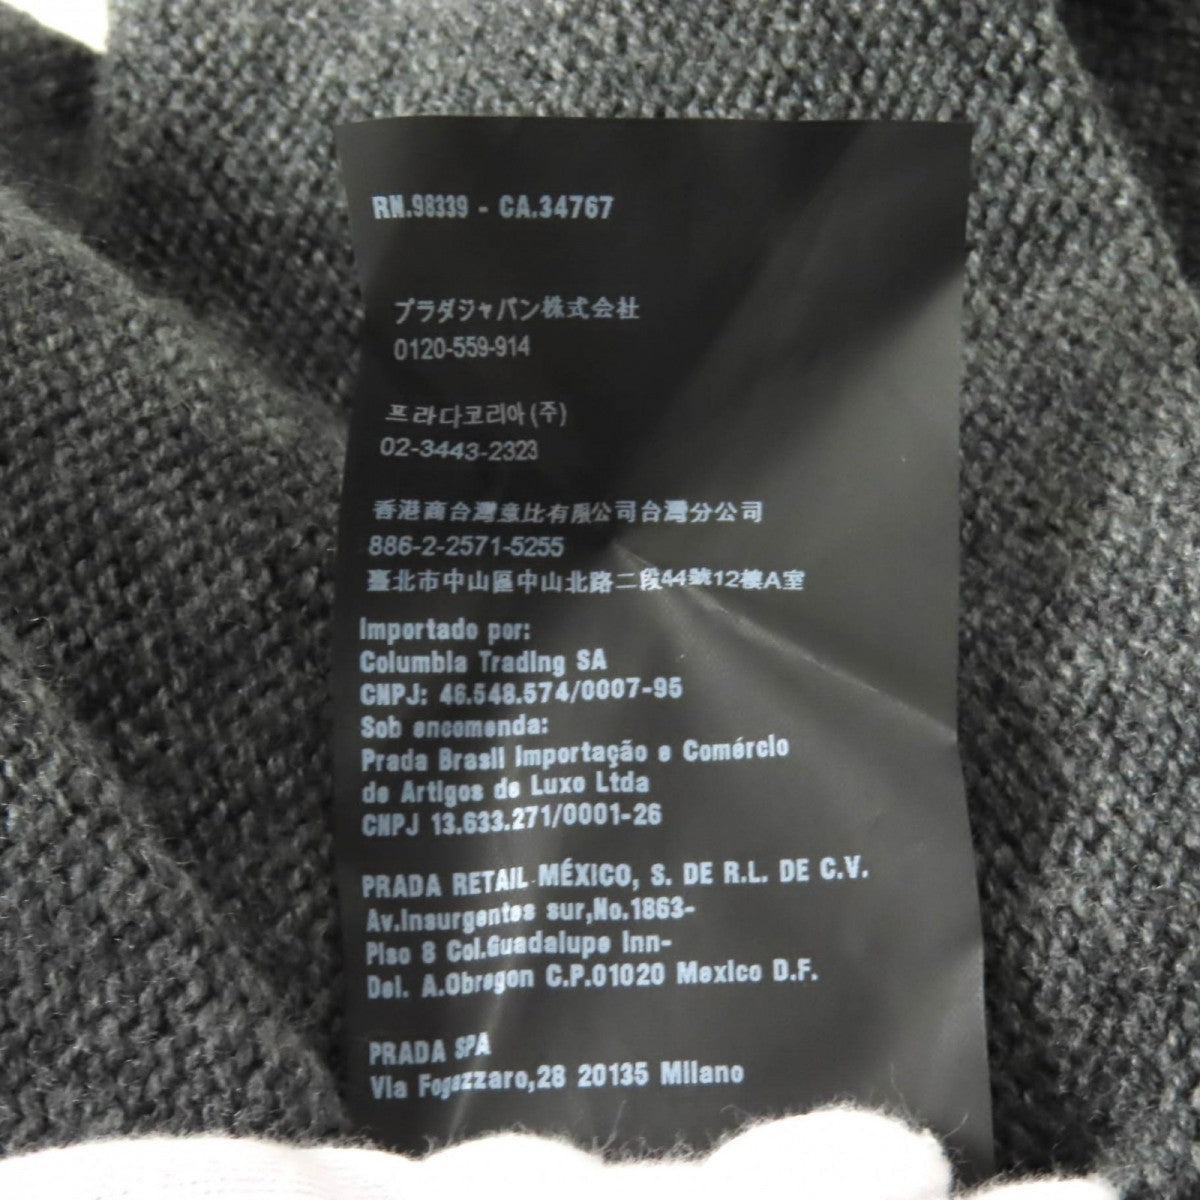 RN.98339 - CA.34767
プラダジャパン株式会社
0120-559-914
프라다코리아(주)
02-3443-2323
香港商台灣意比有限公司台灣分公司
886-2-2571-5255
臺北市中山區中山北路二段44號12樓A室
Importado por:
Columbia Trading SA
CNPJ: 46.548.574/0007-95
Sob encomenda:
Prada Brasil Importação e Comércio
de Artigos de Luxo Ltda
CNPJ 13.633.271/0001-26
PRADA RETAIL MÉXICO, S. DE R.L. DE C.V.
Av.Insurgentes sur,No.1863-
Piso 8 Col.Guadalupe Inn-
Del. A.Obregon C.P.01020 Mexico D.F.
PRADA SPA
Via Fogazzaro,28 20135 Milano